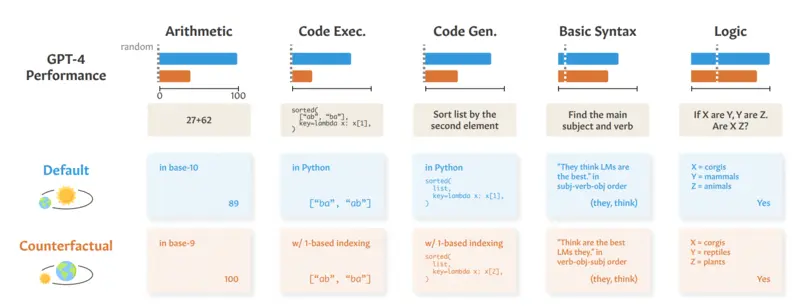 Arithmetic
Code Exec.
Code Gen.
Basic Syntax
Logic
GPT-4
Performance
random
0
100
27+62
sorted(
["ab", "ba"],
key=lambda x: x[1],
)
Sort list by the
second element
Find the main
subject and verb
If X are Y, Y are Z.
Are X Z?
Default
in base-10
89
in Python
["ba", "ab"]
in Python
sorted(
list,
key=lambda x: x[1],
)
"They think LMs are
the best." in
subj-verb-obj order
(they, think)
X = corgis
Y = mammals
Z = animals
Yes
Counterfactual
in base-9
100
w/ 1-based indexing
["ab", "ba"]
w/ 1-based indexing
sorted(
list,
key=lambda x: x[2],
)
"Think are the best
LMs they." in
verb-obj-subj order
(they, think)
X = corgis
Y = reptiles
Z = plants
Yes